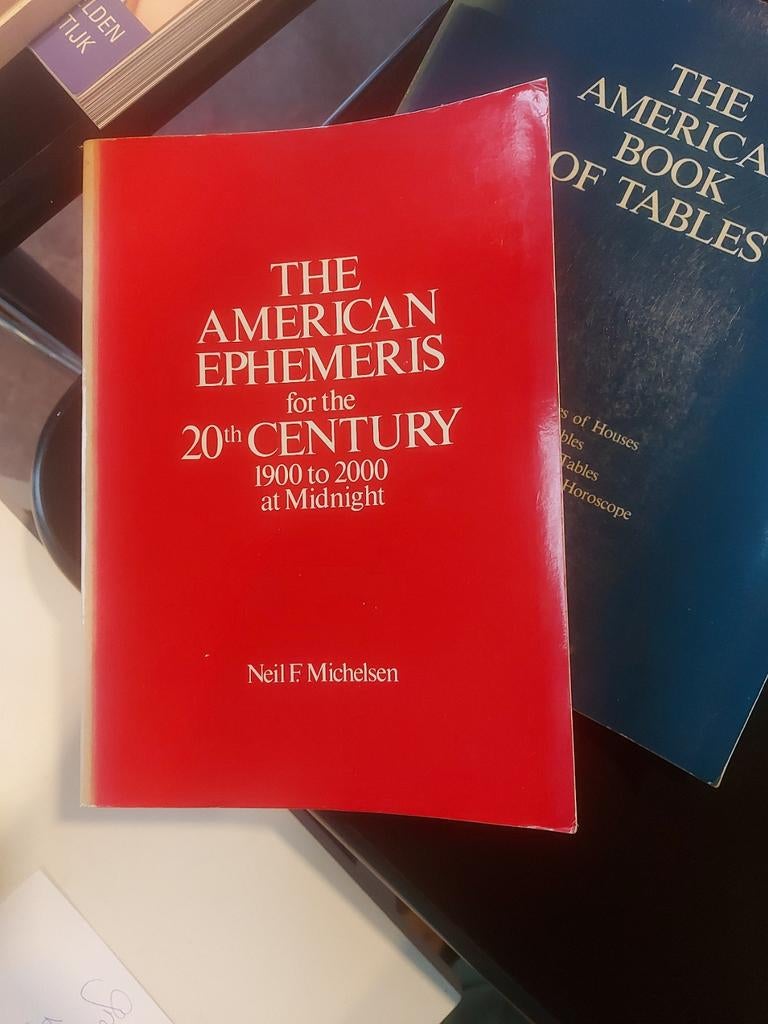 LDEN
TIJK
THE
AMERICAN
EPHEMERIS
for the
20th CENTURY
1900 to 2000
at Midnight
Neil F. Michelsen
THE
AMERICA
BOOK
OF TABLES
s of Houses
bles
Tables
Horoscope